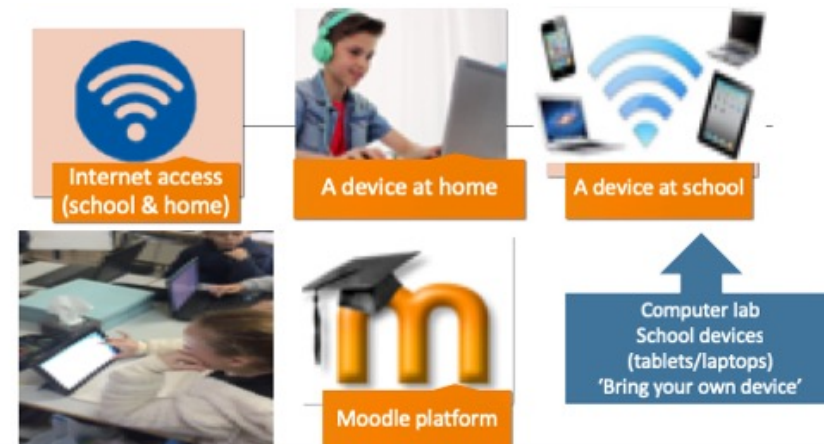 Internet access
(school & home)
A device at home
A device at school
m
Moodle platform
Computer lab
School devices
(tablets/laptops)
‘Bring your own device’